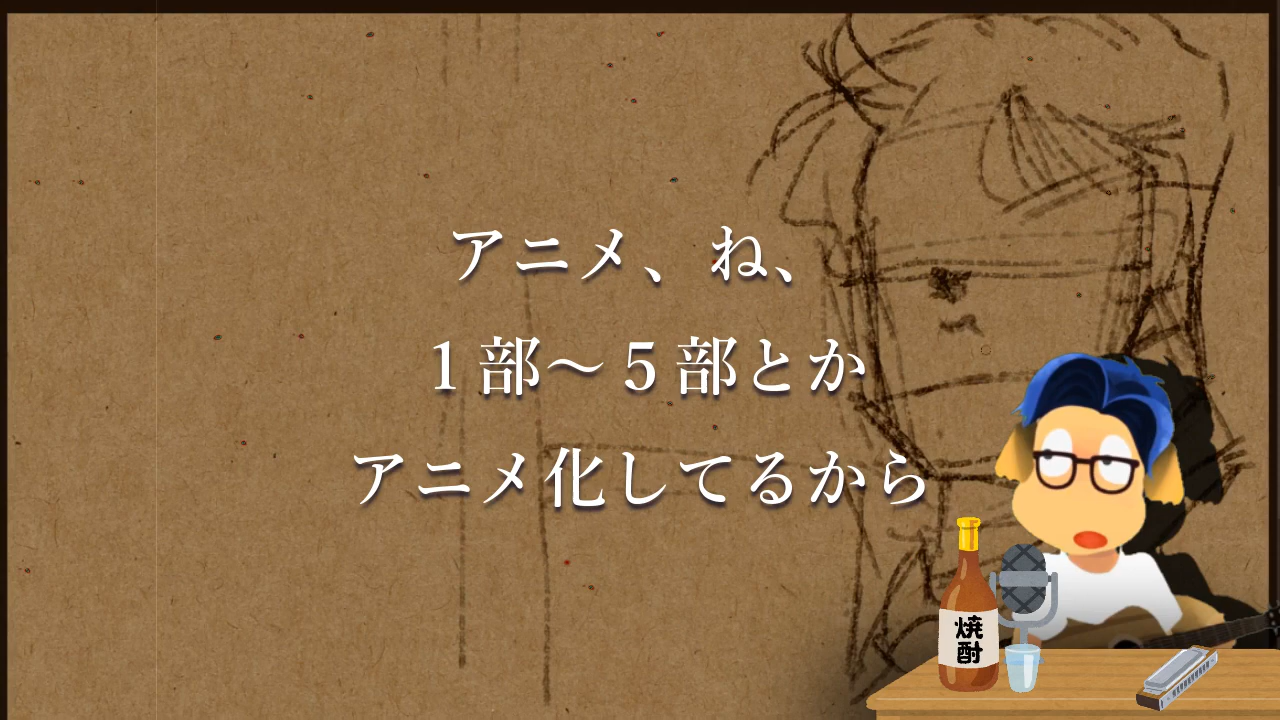 アニメ、ね、
１部～５部とか
アニメ化してるから
焼
酎